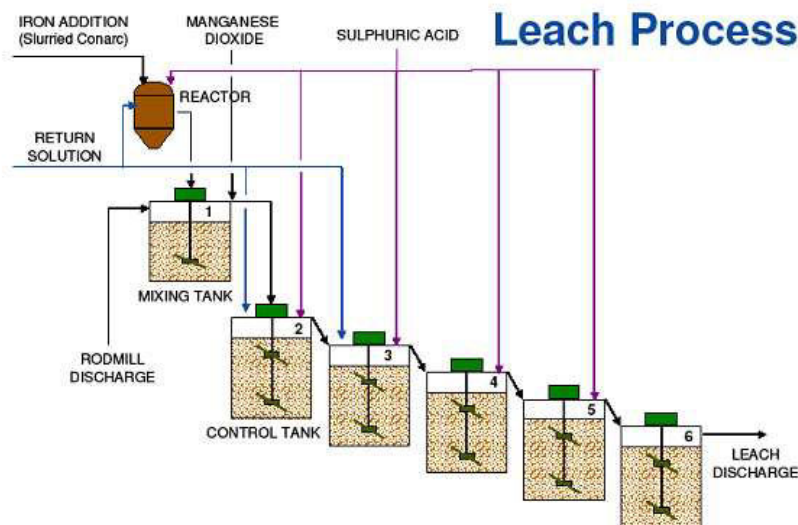 Leach Process
IRON ADDITION
(Slurried Conarc)
MANGANESE
DIOXIDE
SULPHURIC ACID
REACTOR
RETURN
SOLUTION
1
MIXING TANK
RODMILL
DISCHARGE
2
CONTROL TANK
3
4
5
6
LEACH
DISCHARGE